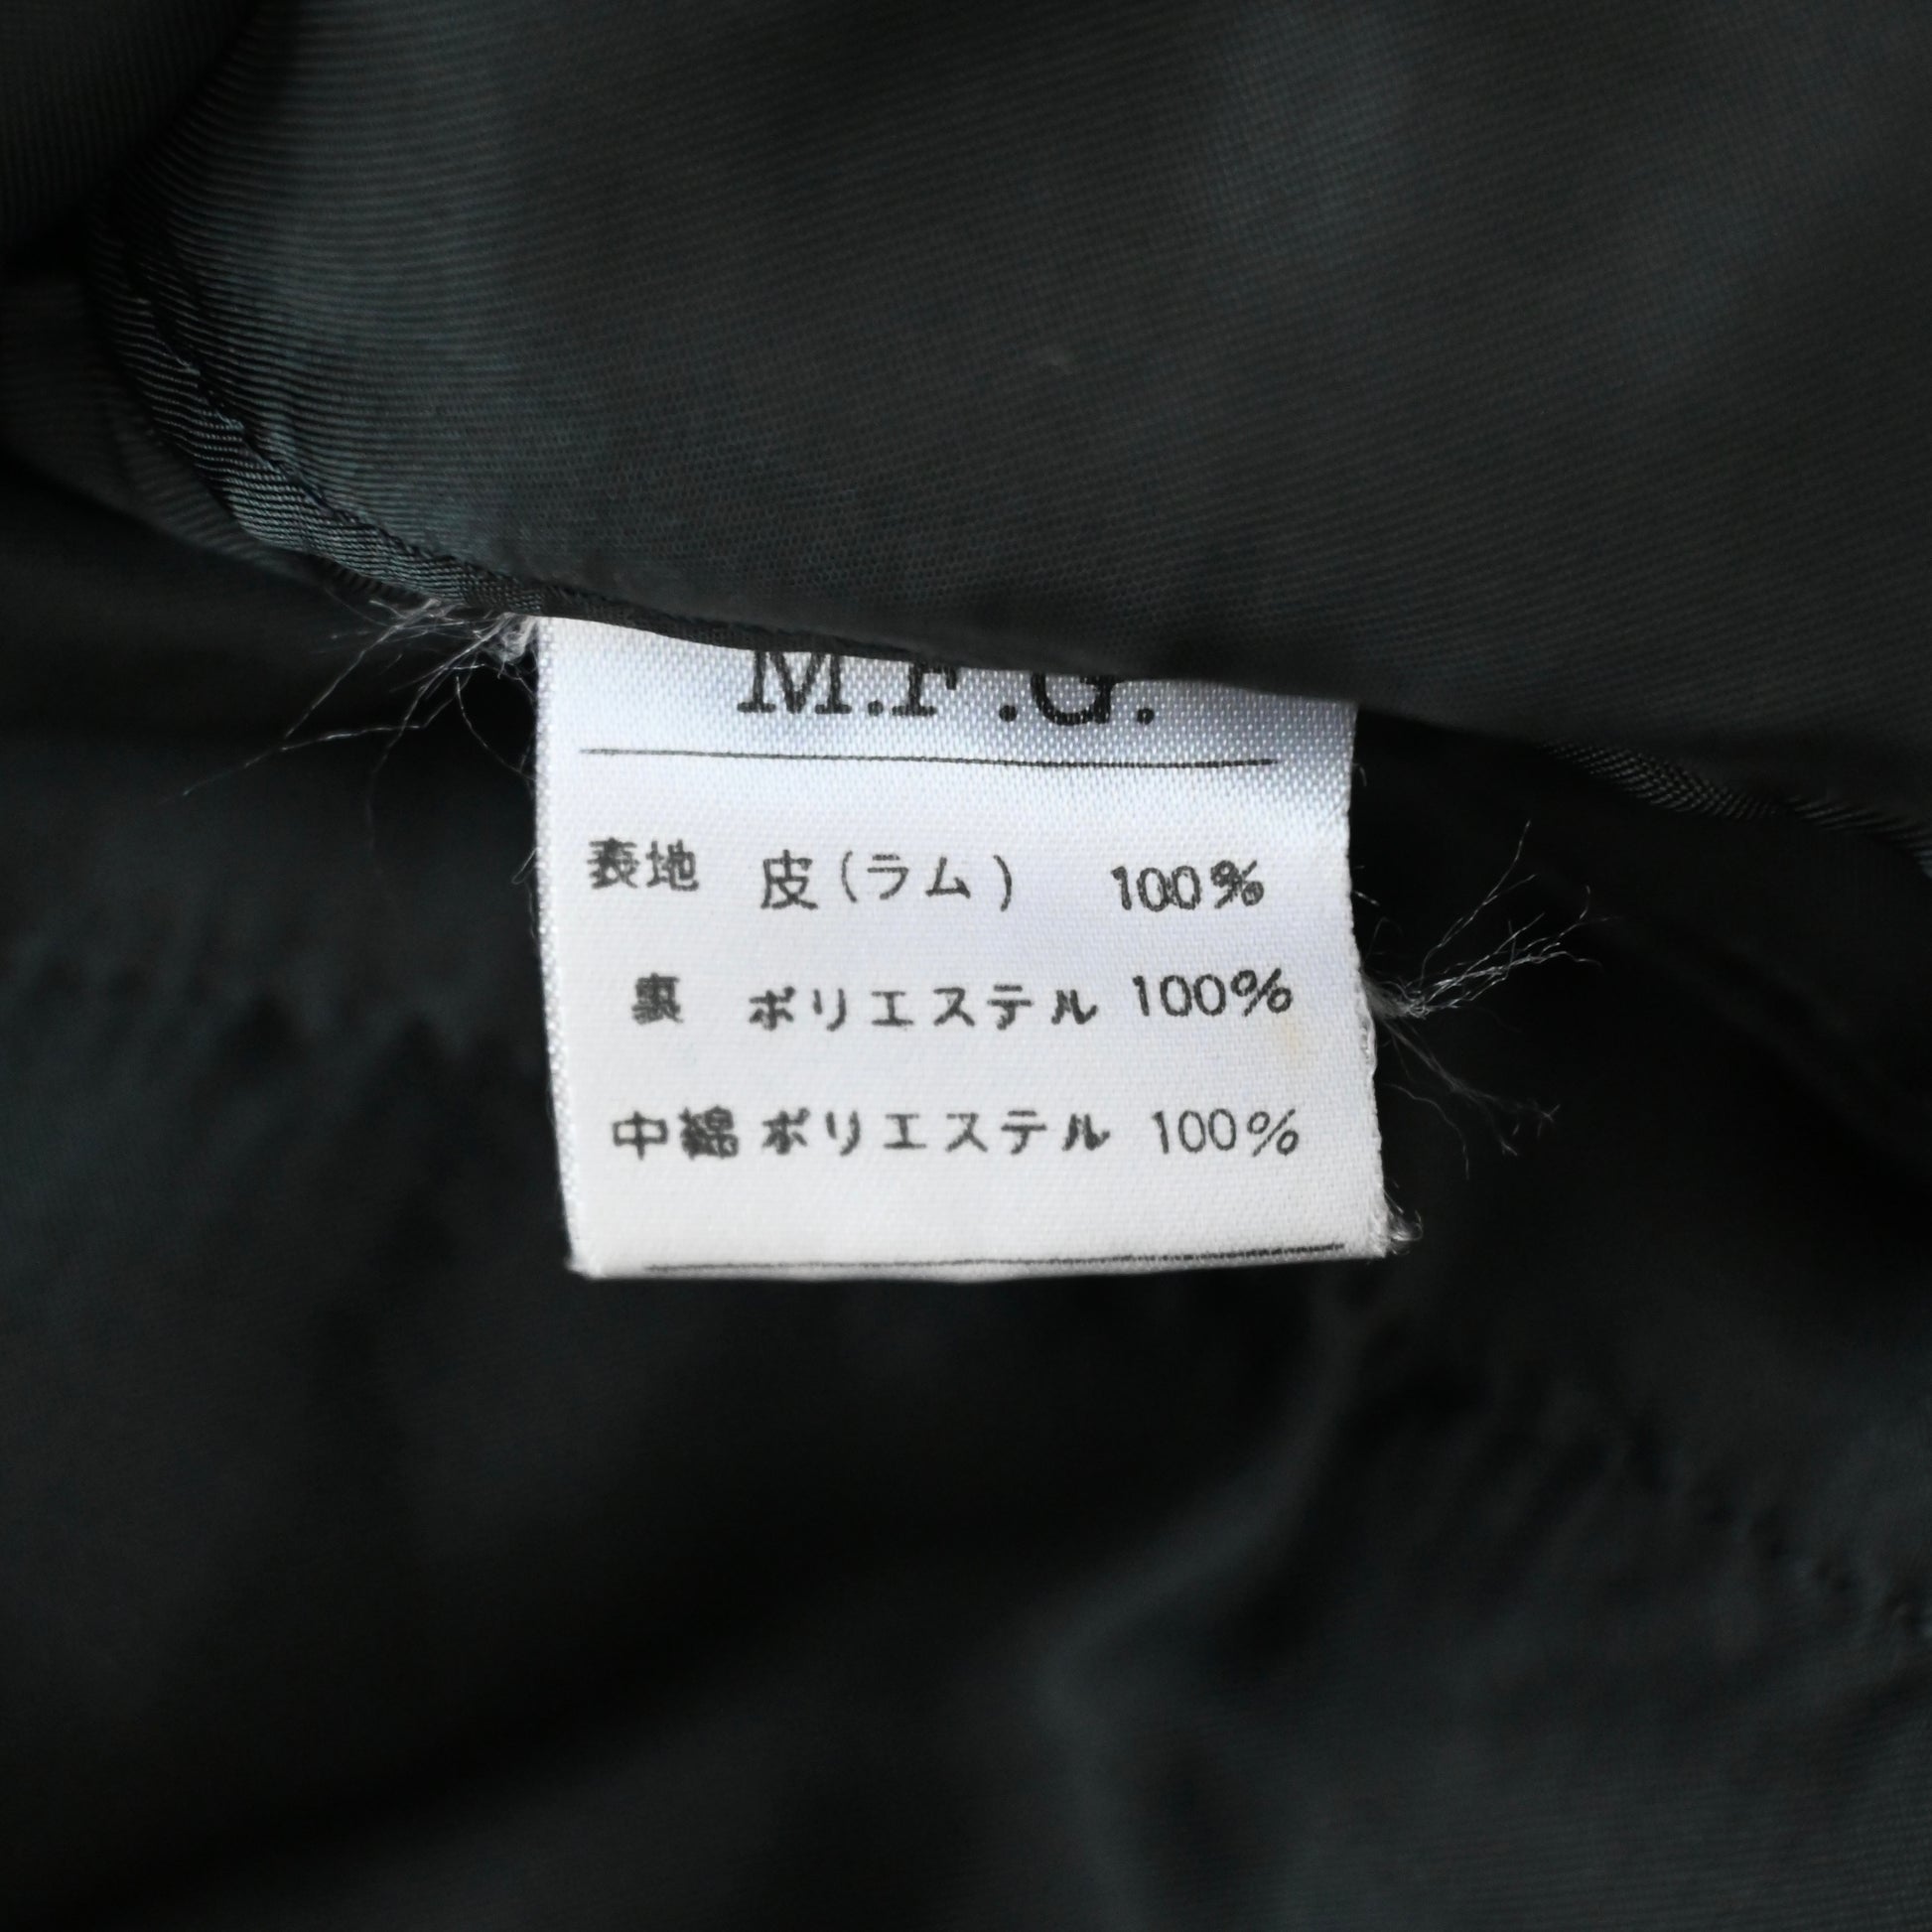 M.F.G.
表地 皮(ラム) 100%
裏 ポリエステル 100%
中綿 ポリエステル 100%